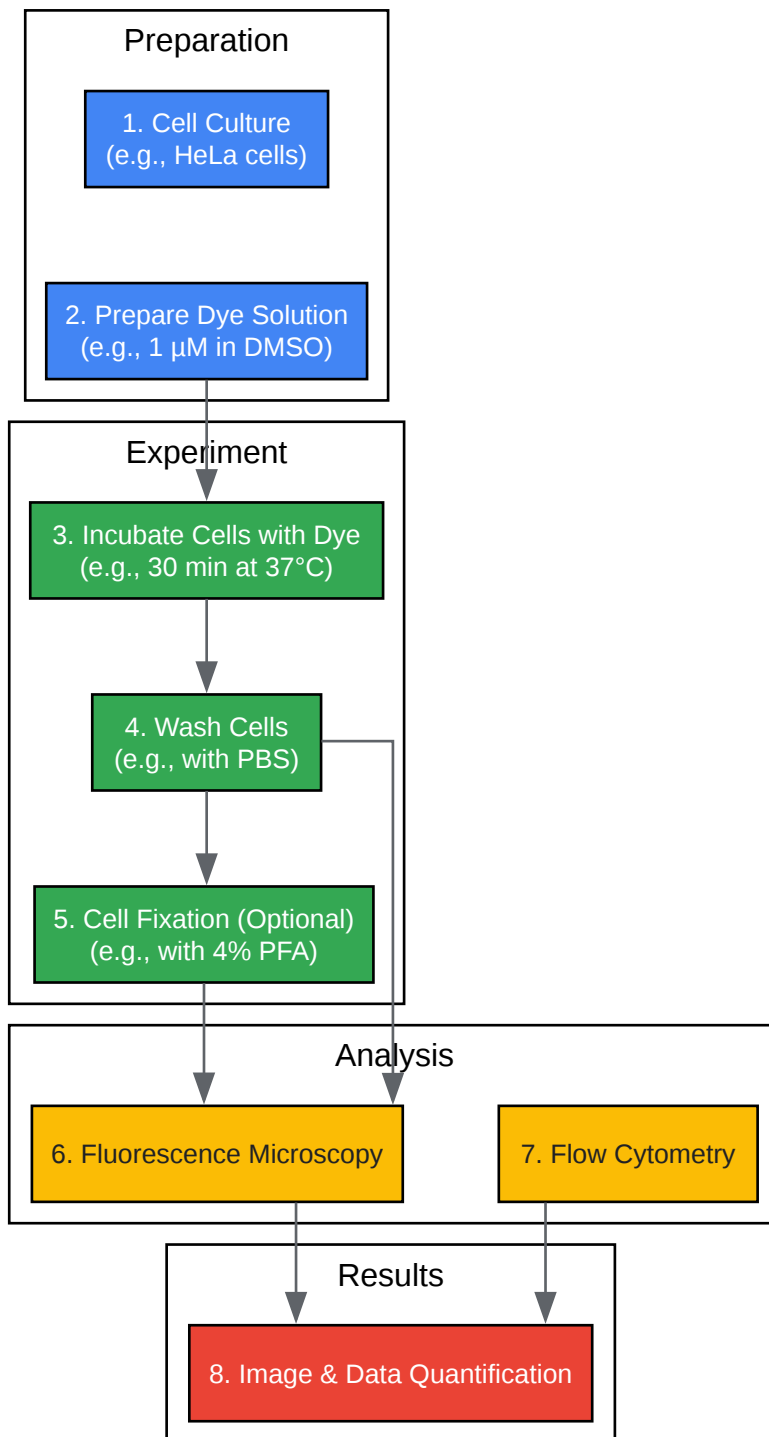 Preparation
1. Cell Culture
(e.g., HeLa cells)
2. Prepare Dye Solution
(e.g., 1 µM in DMSO)
Experiment
3. Incubate Cells with Dye
(e.g., 30 min at 37°C)
4. Wash Cells
(e.g., with PBS)
5. Cell Fixation (Optional)
(e.g., with 4% PFA)
Analysis
6. Fluorescence Microscopy
7. Flow Cytometry
Results
8. Image & Data Quantification